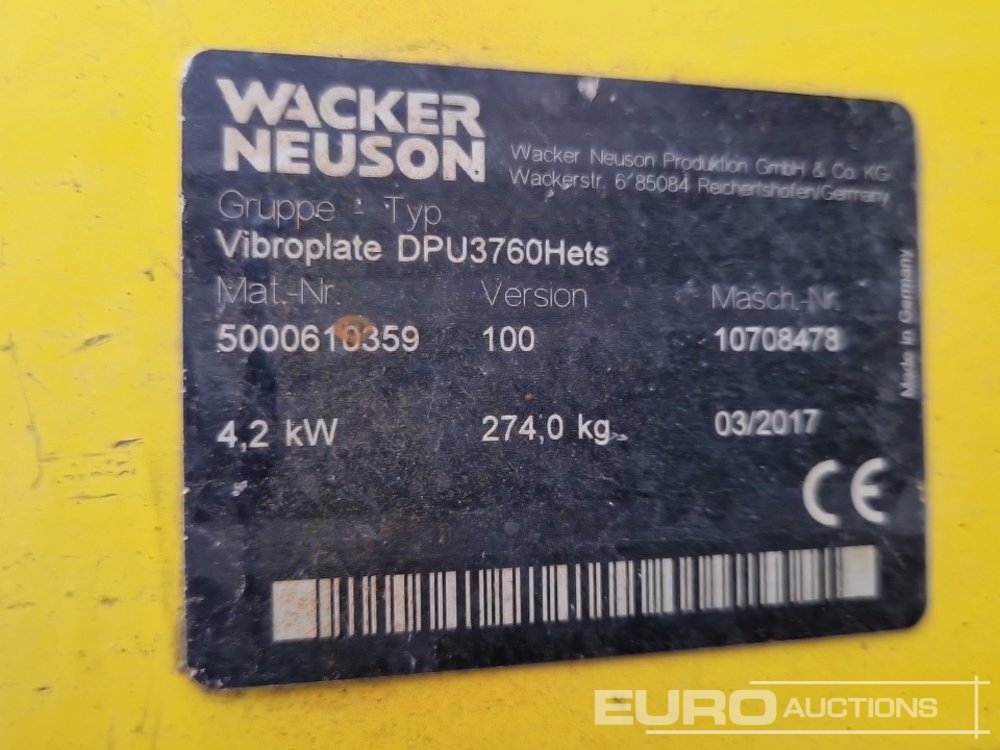 WACKER
NEUSON
Wacker Neuson Produktion GmbH & Co. KG
Wackerstr. 6 85084 Reichertshofen/Germany
Gruppe - Typ
Vibroplate DPU3760Hets
Mat.-Nr. Version Masch.-Nr.
5000610359 100 10708478
4,2 kW 274,0 kg 03/2017
Made in Germany
CE
EURO AUCTIONS